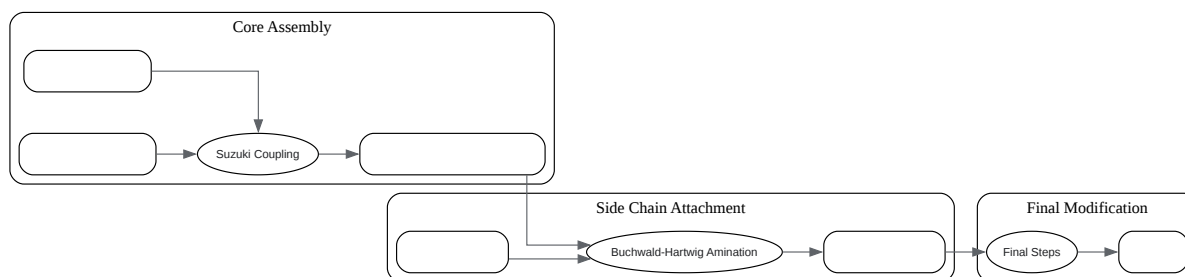 Core Assembly
Suzuki Coupling
Side Chain Attachment
Buchwald-Hartwig Amination
Final Modification
Final Steps